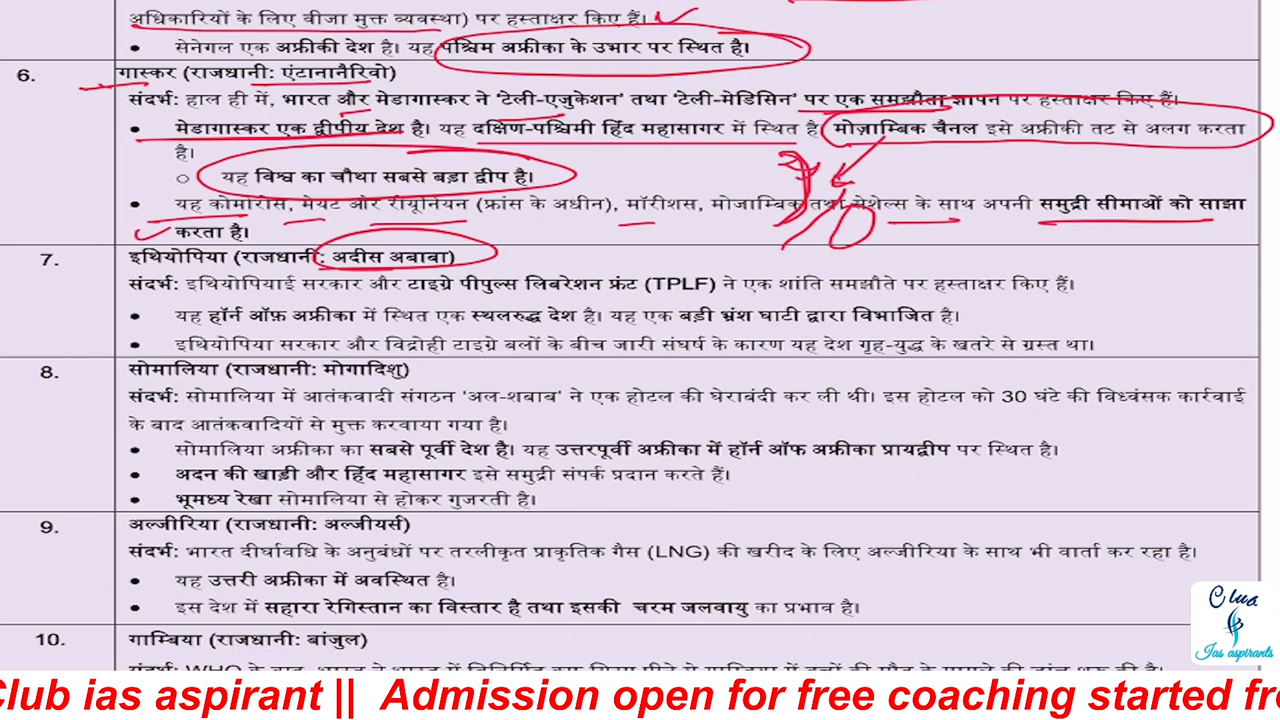 अधिकारियों के लिए वीजा मुक्त व्यवस्था) पर हस्ताक्षर किए हैं।
• सेनेगल एक अफ्रीकी देश है। यह पश्चिम अफ्रीका के उभार पर स्थित है।
6. गास्कर (राजधानी: एंटानानैरिवो)
संदर्भ: हाल ही में, भारत और मेडागास्कर ने 'टेली-एजुकेशन' तथा 'टेली-मेडिसिन' पर एक समझौता ज्ञापन पर हस्ताक्षर किए हैं।
• मेडागास्कर एक द्वीपीय देश है। यह दक्षिण-पश्चिमी हिंद महासागर में स्थित है मोज़ाम्बिक चैनल इसे अफ्रीकी तट से अलग करता
है।
○ यह विश्व का चौथा सबसे बड़ा द्वीप है।
• यह कोमोरोस, मेयट और रीयूनियन (फ्रांस के अधीन), मॉरीशस, मोजाम्बिक तथा सेशेल्स के साथ अपनी समुद्री सीमाओं को साझा
करता है।
7. इथियोपिया (राजधानी: अदीस अबाबा)
संदर्भ: इथियोपियाई सरकार और टाइग्रे पीपुल्स लिबरेशन फ्रंट (TPLF) ने एक शांति समझौते पर हस्ताक्षर किए हैं।
• यह हॉर्न ऑफ़ अफ्रीका में स्थित एक स्थलरुद्ध देश है। यह एक बड़ी भ्रंश घाटी द्वारा विभाजित है।
• इथियोपिया सरकार और विद्रोही टाइग्रे बलों के बीच जारी संघर्ष के कारण यह देश गृह-युद्ध के खतरे से ग्रस्त था।
8. सोमालिया (राजधानी: मोगादिशु)
संदर्भ: सोमालिया में आतंकवादी संगठन 'अल-शबाब' ने एक होटल की घेराबंदी कर ली थी। इस होटल को 30 घंटे की विध्वंसक कार्रवाई
के बाद आतंकवादियों से मुक्त करवाया गया है।
• सोमालिया अफ्रीका का सबसे पूर्वी देश है। यह उत्तरपूर्वी अफ्रीका में हॉर्न ऑफ अफ्रीका प्रायद्वीप पर स्थित है।
• अदन की खाड़ी और हिंद महासागर इसे समुद्री संपर्क प्रदान करते हैं।
• भूमध्य रेखा सोमालिया से होकर गुजरती है।
9. अल्जीरिया (राजधानी: अल्जीयर्स)
संदर्भ: भारत दीर्घावधि के अनुबंधों पर तरलीकृत प्राकृतिक गैस (LNG) की खरीद के लिए अल्जीरिया के साथ भी वार्ता कर रहा है।
• यह उत्तरी अफ्रीका में अवस्थित है।
• इस देश में सहारा रेगिस्तान का विस्तार है तथा इसकी चरम जलवायु का प्रभाव है।
10. गाम्बिया (राजधानी: बांजुल)
Club
Ias aspirants
Club ias aspirant || Admission open for free coaching started fr